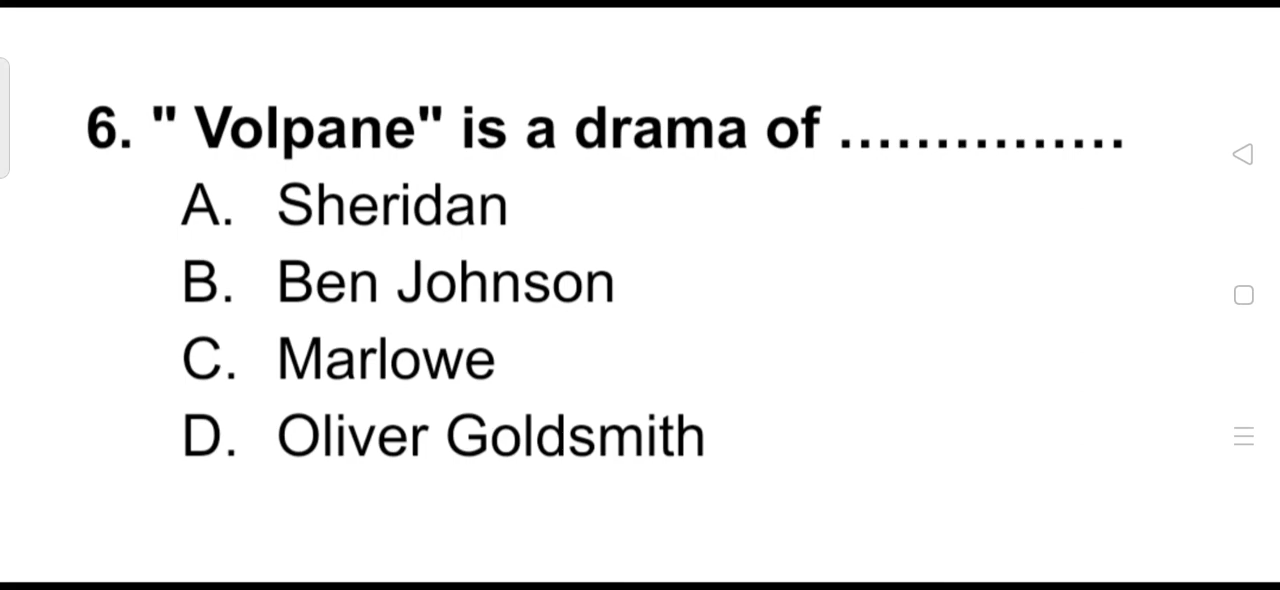 6. " Volpane" is a drama of ...............
A. Sheridan
B. Ben Johnson
C. Marlowe
D. Oliver Goldsmith